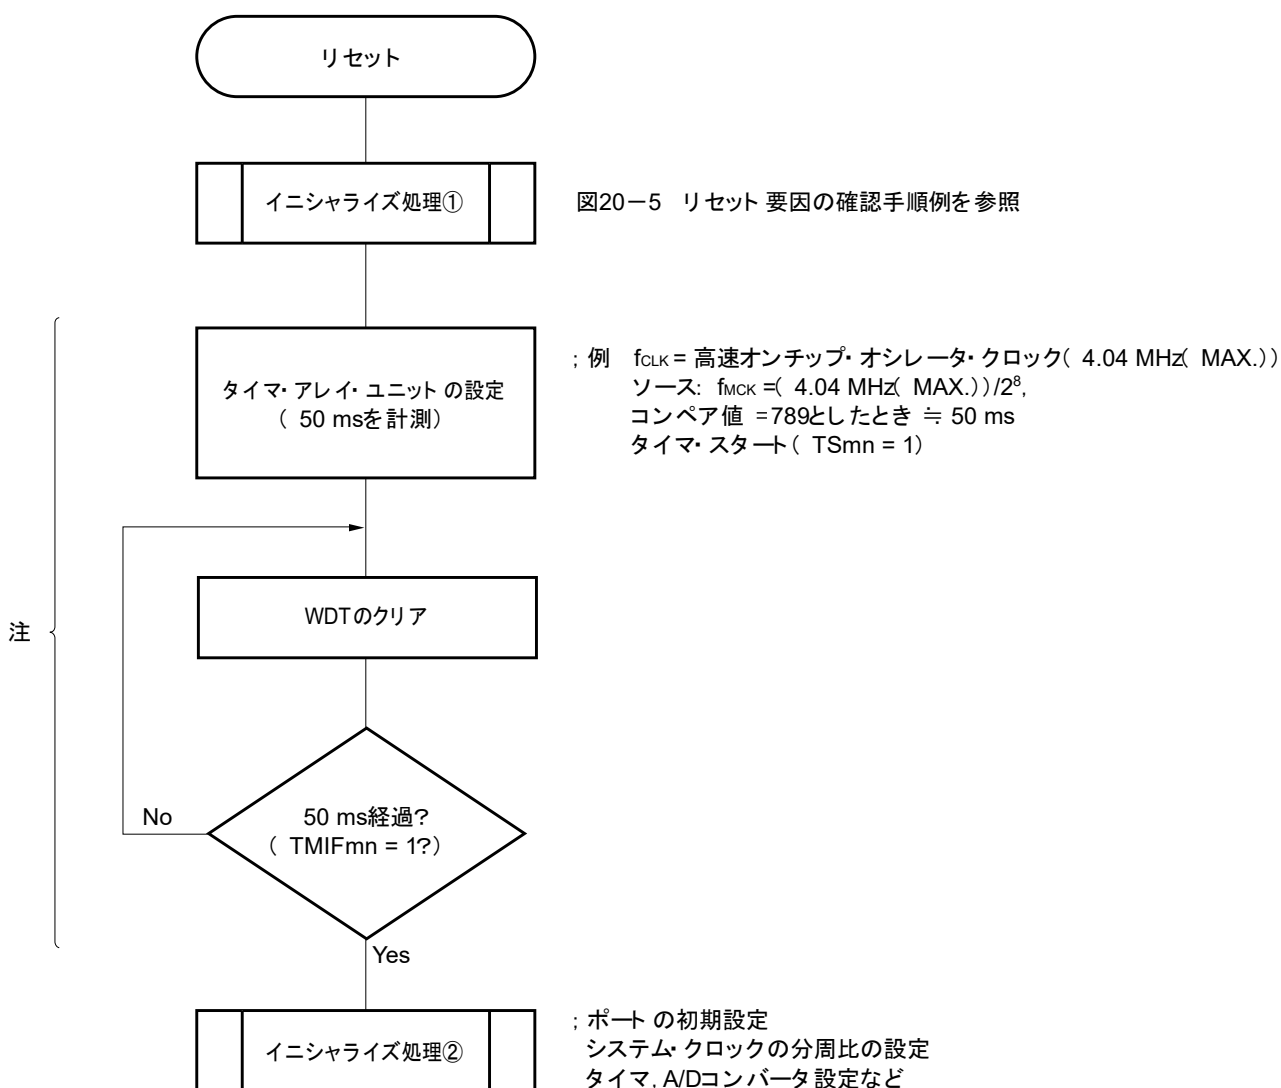 リセット
イニシャライズ処理①
図20－5　リセット要因の確認手順例を参照
タイマ・アレイ・ユニットの設定
（50 msを計測）
；例　fCLK = 高速オンチップ・オシレータ・クロック（4.04 MHz（MAX.））
ソース: fMCK =（4.04 MHz（MAX.））/2⁸,
コンペア値 =789としたとき ≒ 50 ms
タイマ・スタート（TSmn = 1）
WDTのクリア
注
50 ms経過?
（TMIFmn = 1?）
No
Yes
イニシャライズ処理②
；ポートの初期設定
システム・クロックの分周比の設定
タイマ, A/Dコンバータ設定など